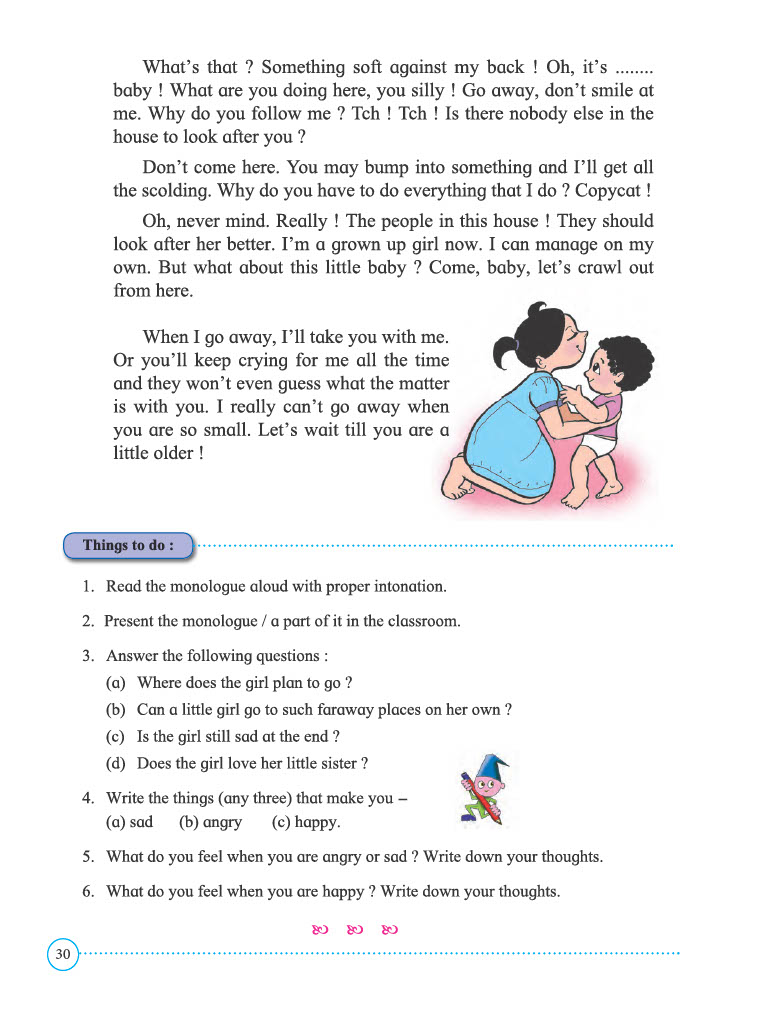 What’s that ? Something soft against my back ! Oh, it’s ........
baby ! What are you doing here, you silly ! Go away, don’t smile at
me. Why do you follow me ? Tch ! Tch ! Is there nobody else in the
house to look after you ?
Don’t come here. You may bump into something and I’ll get all
the scolding. Why do you have to do everything that I do ? Copycat !
Oh, never mind. Really ! The people in this house ! They should
look after her better. I’m a grown up girl now. I can manage on my
own. But what about this little baby ? Come, baby, let’s crawl out
from here.
When I go away, I’ll take you with me.
Or you’ll keep crying for me all the time
and they won’t even guess what the matter
is with you. I really can’t go away when
you are so small. Let’s wait till you are a
little older !
Things to do :
1. Read the monologue aloud with proper intonation.
2. Present the monologue / a part of it in the classroom.
3. Answer the following questions :
(a) Where does the girl plan to go ?
(b) Can a little girl go to such faraway places on her own ?
(c) Is the girl still sad at the end ?
(d) Does the girl love her little sister ?
4. Write the things (any three) that make you –
(a) sad (b) angry (c) happy.
5. What do you feel when you are angry or sad ? Write down your thoughts.
6. What do you feel when you are happy ? Write down your thoughts.
30